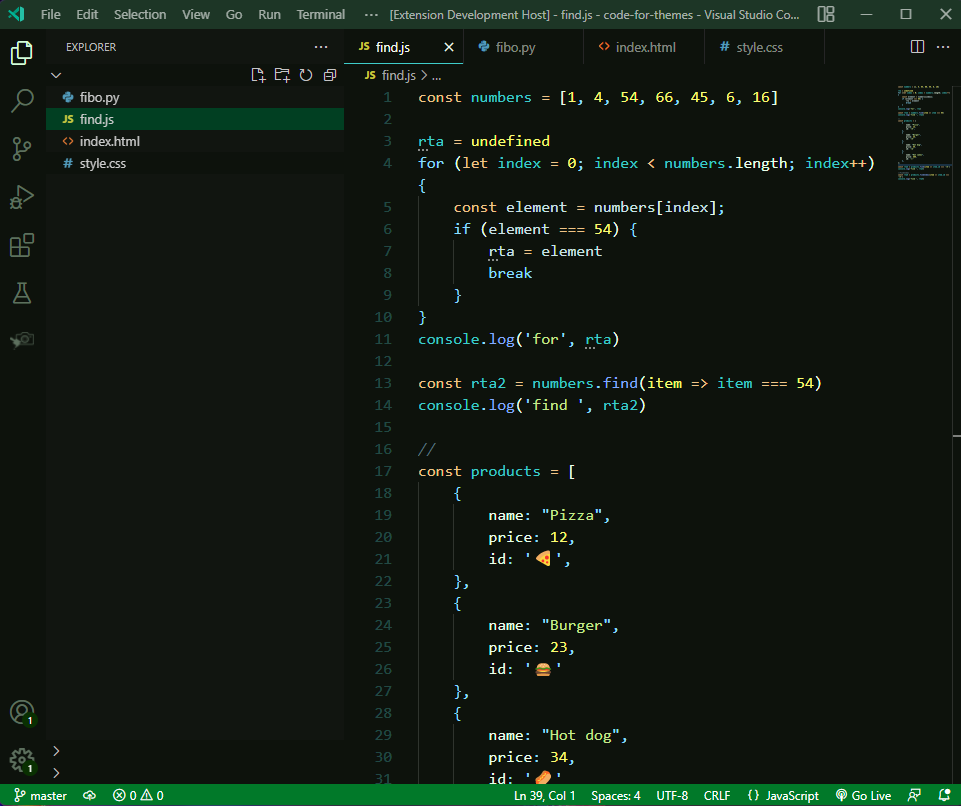 File Edit Selection View Go Run Terminal ··· [Extension Development Host] - find.js - code-for-themes - Visual Studio Co...
EXPLORER ···
fibo.py
JS find.js
<> index.html
# style.css
JS find.js × fibo.py <> index.html # style.css ···
JS find.js > ...
1 const numbers = [1, 4, 54, 66, 45, 6, 16]
2
3 rta = undefined
4 for (let index = 0; index < numbers.length; index++)
{
5 const element = numbers[index];
6 if (element === 54) {
7 rta = element
8 break
9 }
10 }
11 console.log('for', rta)
12
13 const rta2 = numbers.find(item => item === 54)
14 console.log('find ', rta2)
15
16 //
17 const products = [
18 {
19 name: "Pizza",
20 price: 12,
21 id: '🍕',
22 },
23 {
24 name: "Burger",
25 price: 23,
26 id: '🍔'
27 },
28 {
29 name: "Hot dog",
30 price: 34,
31 id: '🌭'
1
1
master 0 0 Ln 39, Col 1 Spaces: 4 UTF-8 CRLF {} JavaScript Go Live